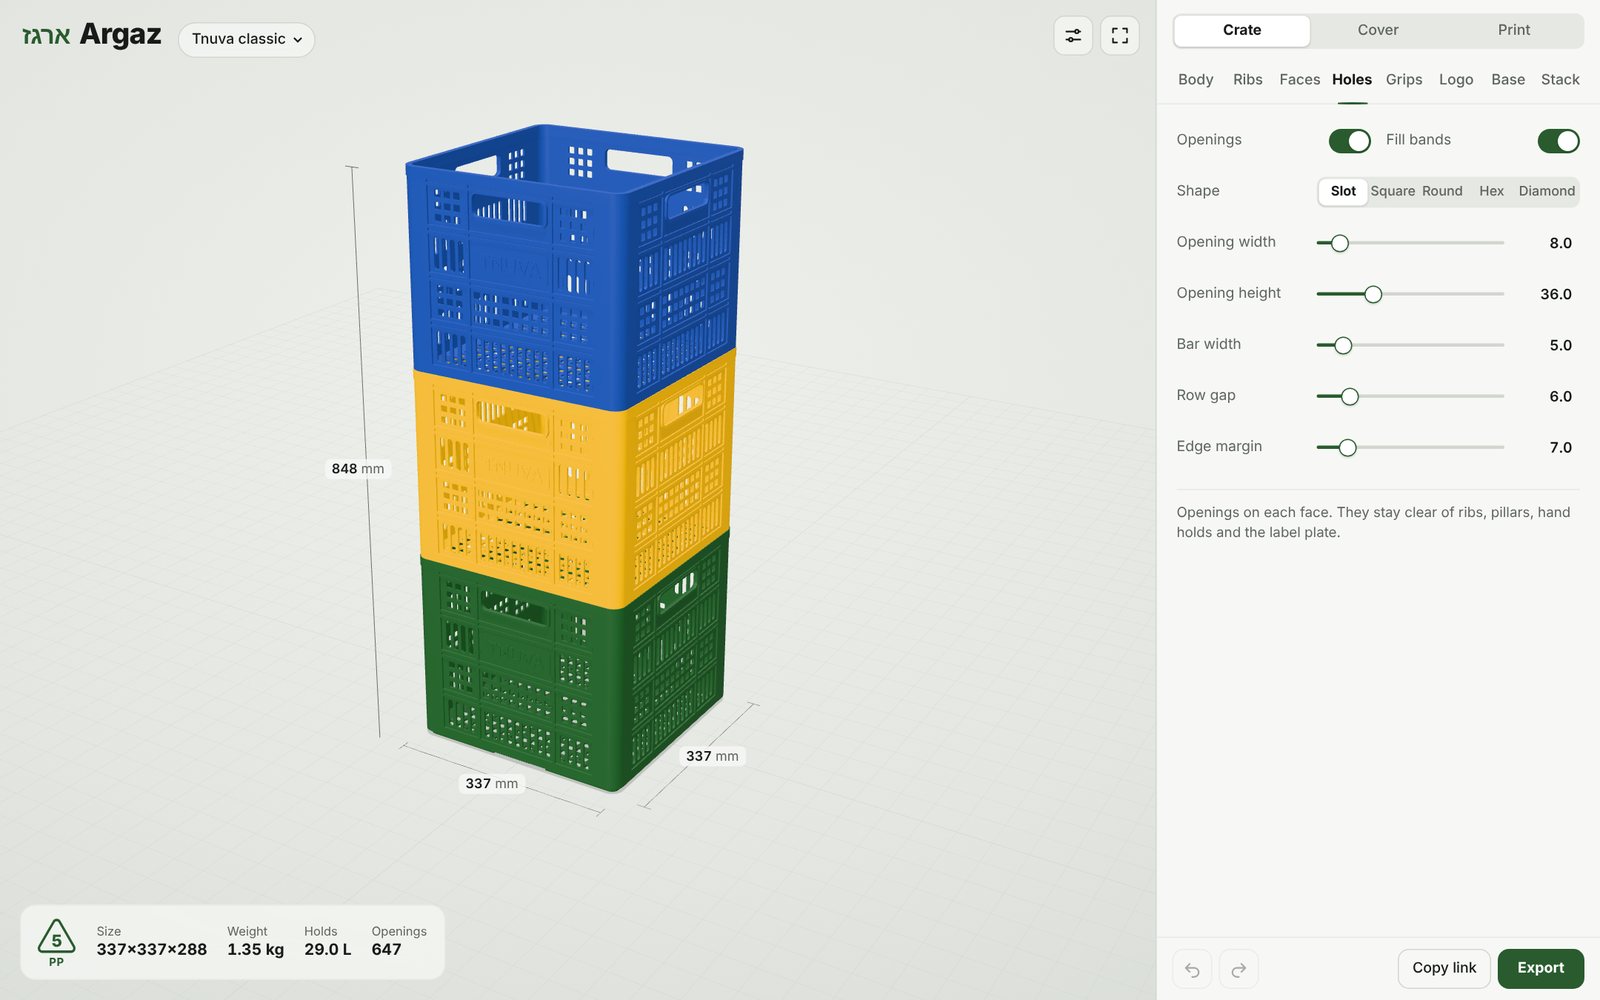 ארגז Argaz
Tnuva classic
Crate Cover Print
Body Ribs Faces Holes Grips Logo Base Stack
Openings Fill bands
Shape Slot Square Round Hex Diamond
Opening width 8.0
Opening height 36.0
Bar width 5.0
Row gap 6.0
Edge margin 7.0
Openings on each face. They stay clear of ribs, pillars, hand
holds and the label plate.
TNUVA
TNUVA
TNUVA
848 mm
337 mm
337 mm
5
PP
Size Weight Holds Openings
337×337×288 1.35 kg 29.0 L 647
Copy link Export